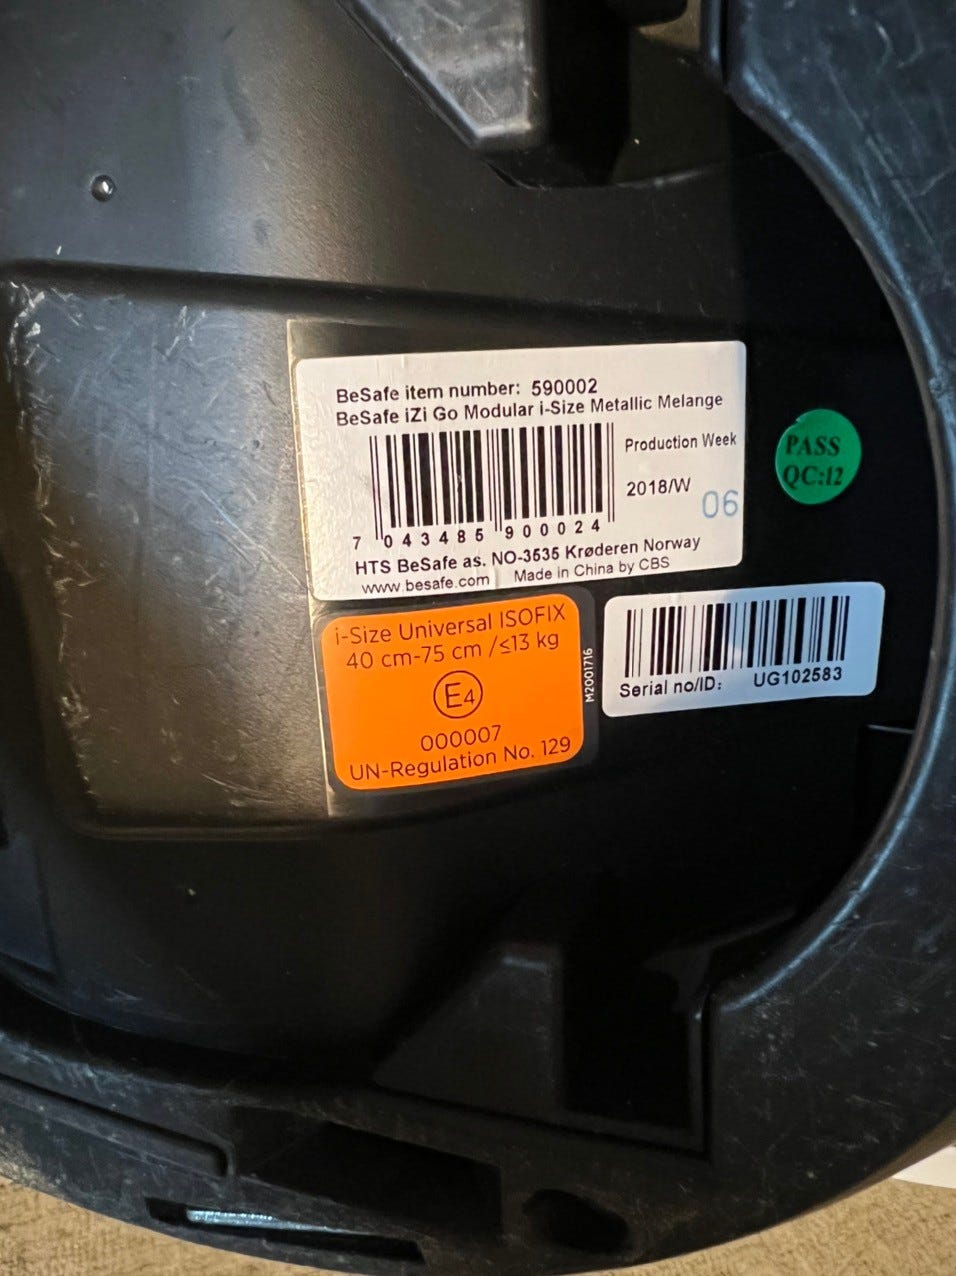 BeSafe item number: 590002
BeSafe iZi Go Modular i-Size Metallic Melange
Production Week
2018/W 06
7 043485 900024
HTS BeSafe as. NO-3535 Krøderen Norway
www.besafe.com Made in China by CBS
PASS
QC:12
i-Size Universal ISOFIX
40 cm-75 cm /≤13 kg
E4
000007
UN-Regulation No. 129
M2001716
Serial no/ID: UG102583